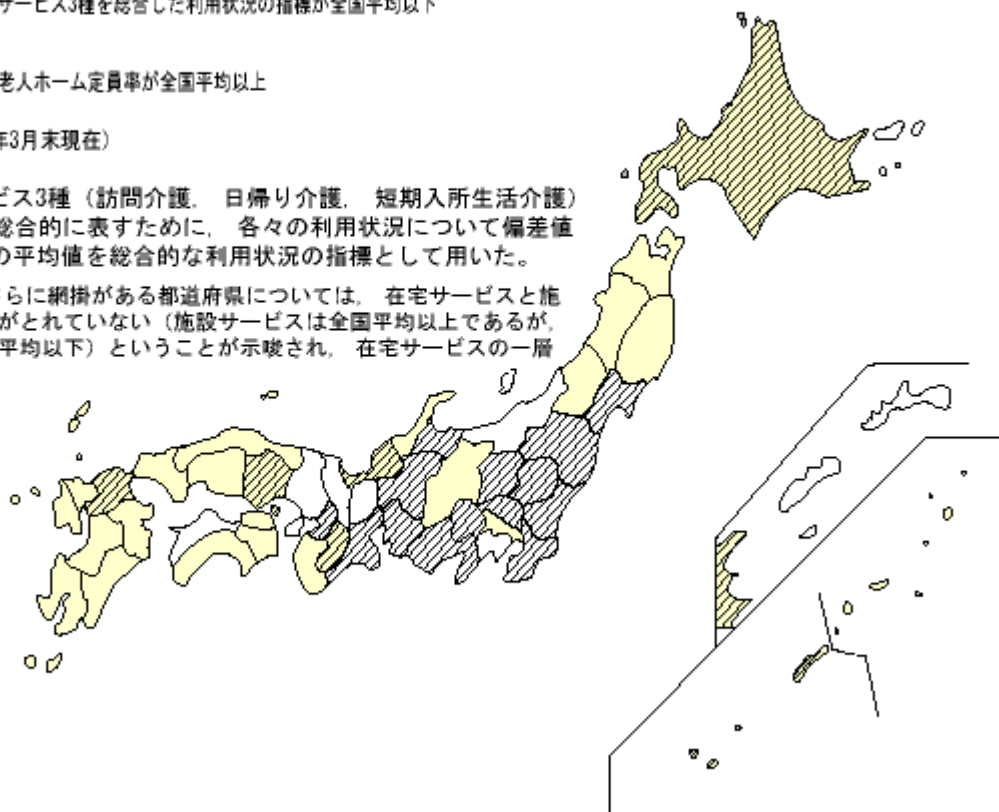 サービス3種を総合した利用状況の指標が全国平均以下
老人ホーム定員率が全国平均以上
年3月末現在）
ビス3種（訪問介護， 日帰り介護， 短期入所生活介護）
総合的に表すために， 各々の利用状況について偏差値
の平均値を総合的な利用状況の指標として用いた。
らに網掛がある都道府県については， 在宅サービスと施
がとれていない（施設サービスは全国平均以上であるが，
平均以下）ということが示唆され， 在宅サービスの一層